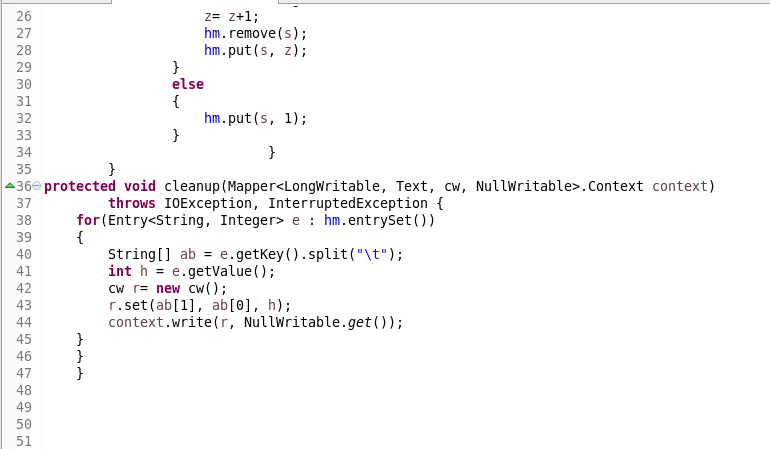 26 z= z+1;
27 hm.remove(s);
28 hm.put(s, z);
29 }
30 else
31 {
32 hm.put(s, 1);
33 }
34 }
35 }
36 protected void cleanup(Mapper<LongWritable, Text, cw, NullWritable>.Context context)
37 throws IOException, InterruptedException {
38 for(Entry<String, Integer> e : hm.entrySet())
39 {
40 String[] ab = e.getKey().split("\t");
41 int h = e.getValue();
42 cw r= new cw();
43 r.set(ab[1], ab[0], h);
44 context.write(r, NullWritable.get());
45 }
46 }
47 }
48
49
50
51